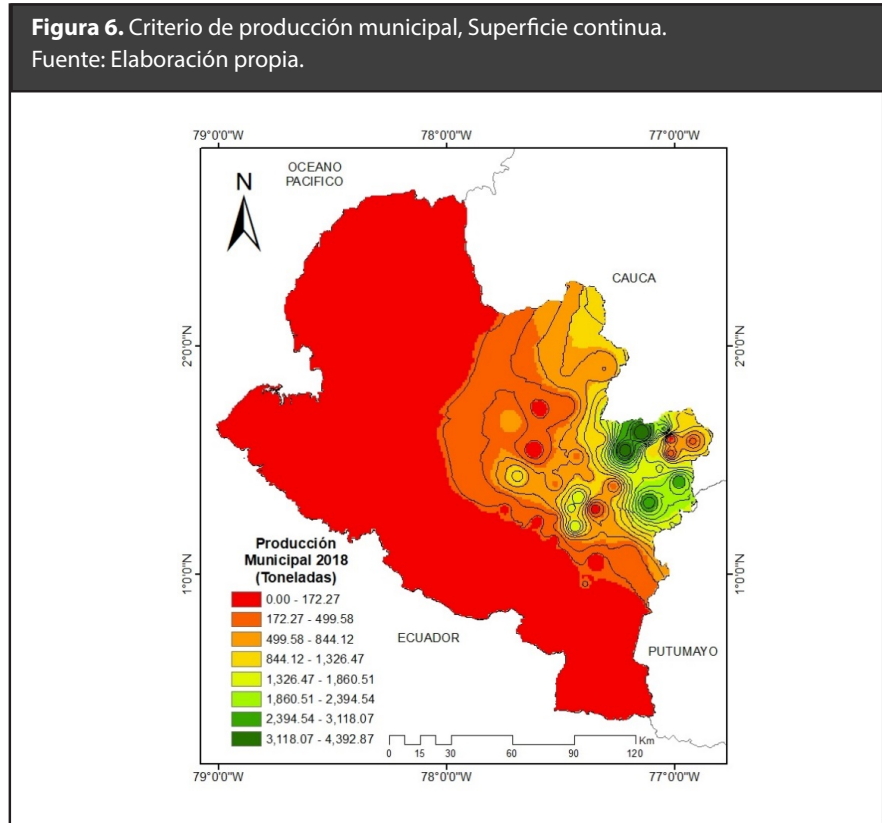 Figura 6. Criterio de producción municipal, Superficie continua.
Fuente: Elaboración propia.
79°0'0"W 78°0'0"W 77°0'0"W
OCEANO
PACIFICO
N
CAUCA
2°0'0"N 2°0'0"N
1°0'0"N 1°0'0"N
Producción
Municipal 2018
(Toneladas)
0.00 - 172.27
172.27 - 499.58
499.58 - 844.12
844.12 - 1,326.47
1,326.47 - 1,860.51
1,860.51 - 2,394.54
2,394.54 - 3,118.07
3,118.07 - 4,392.87
ECUADOR
PUTUMAYO
Km
0 15 30 60 90 120
79°0'0"W 78°0'0"W 77°0'0"W